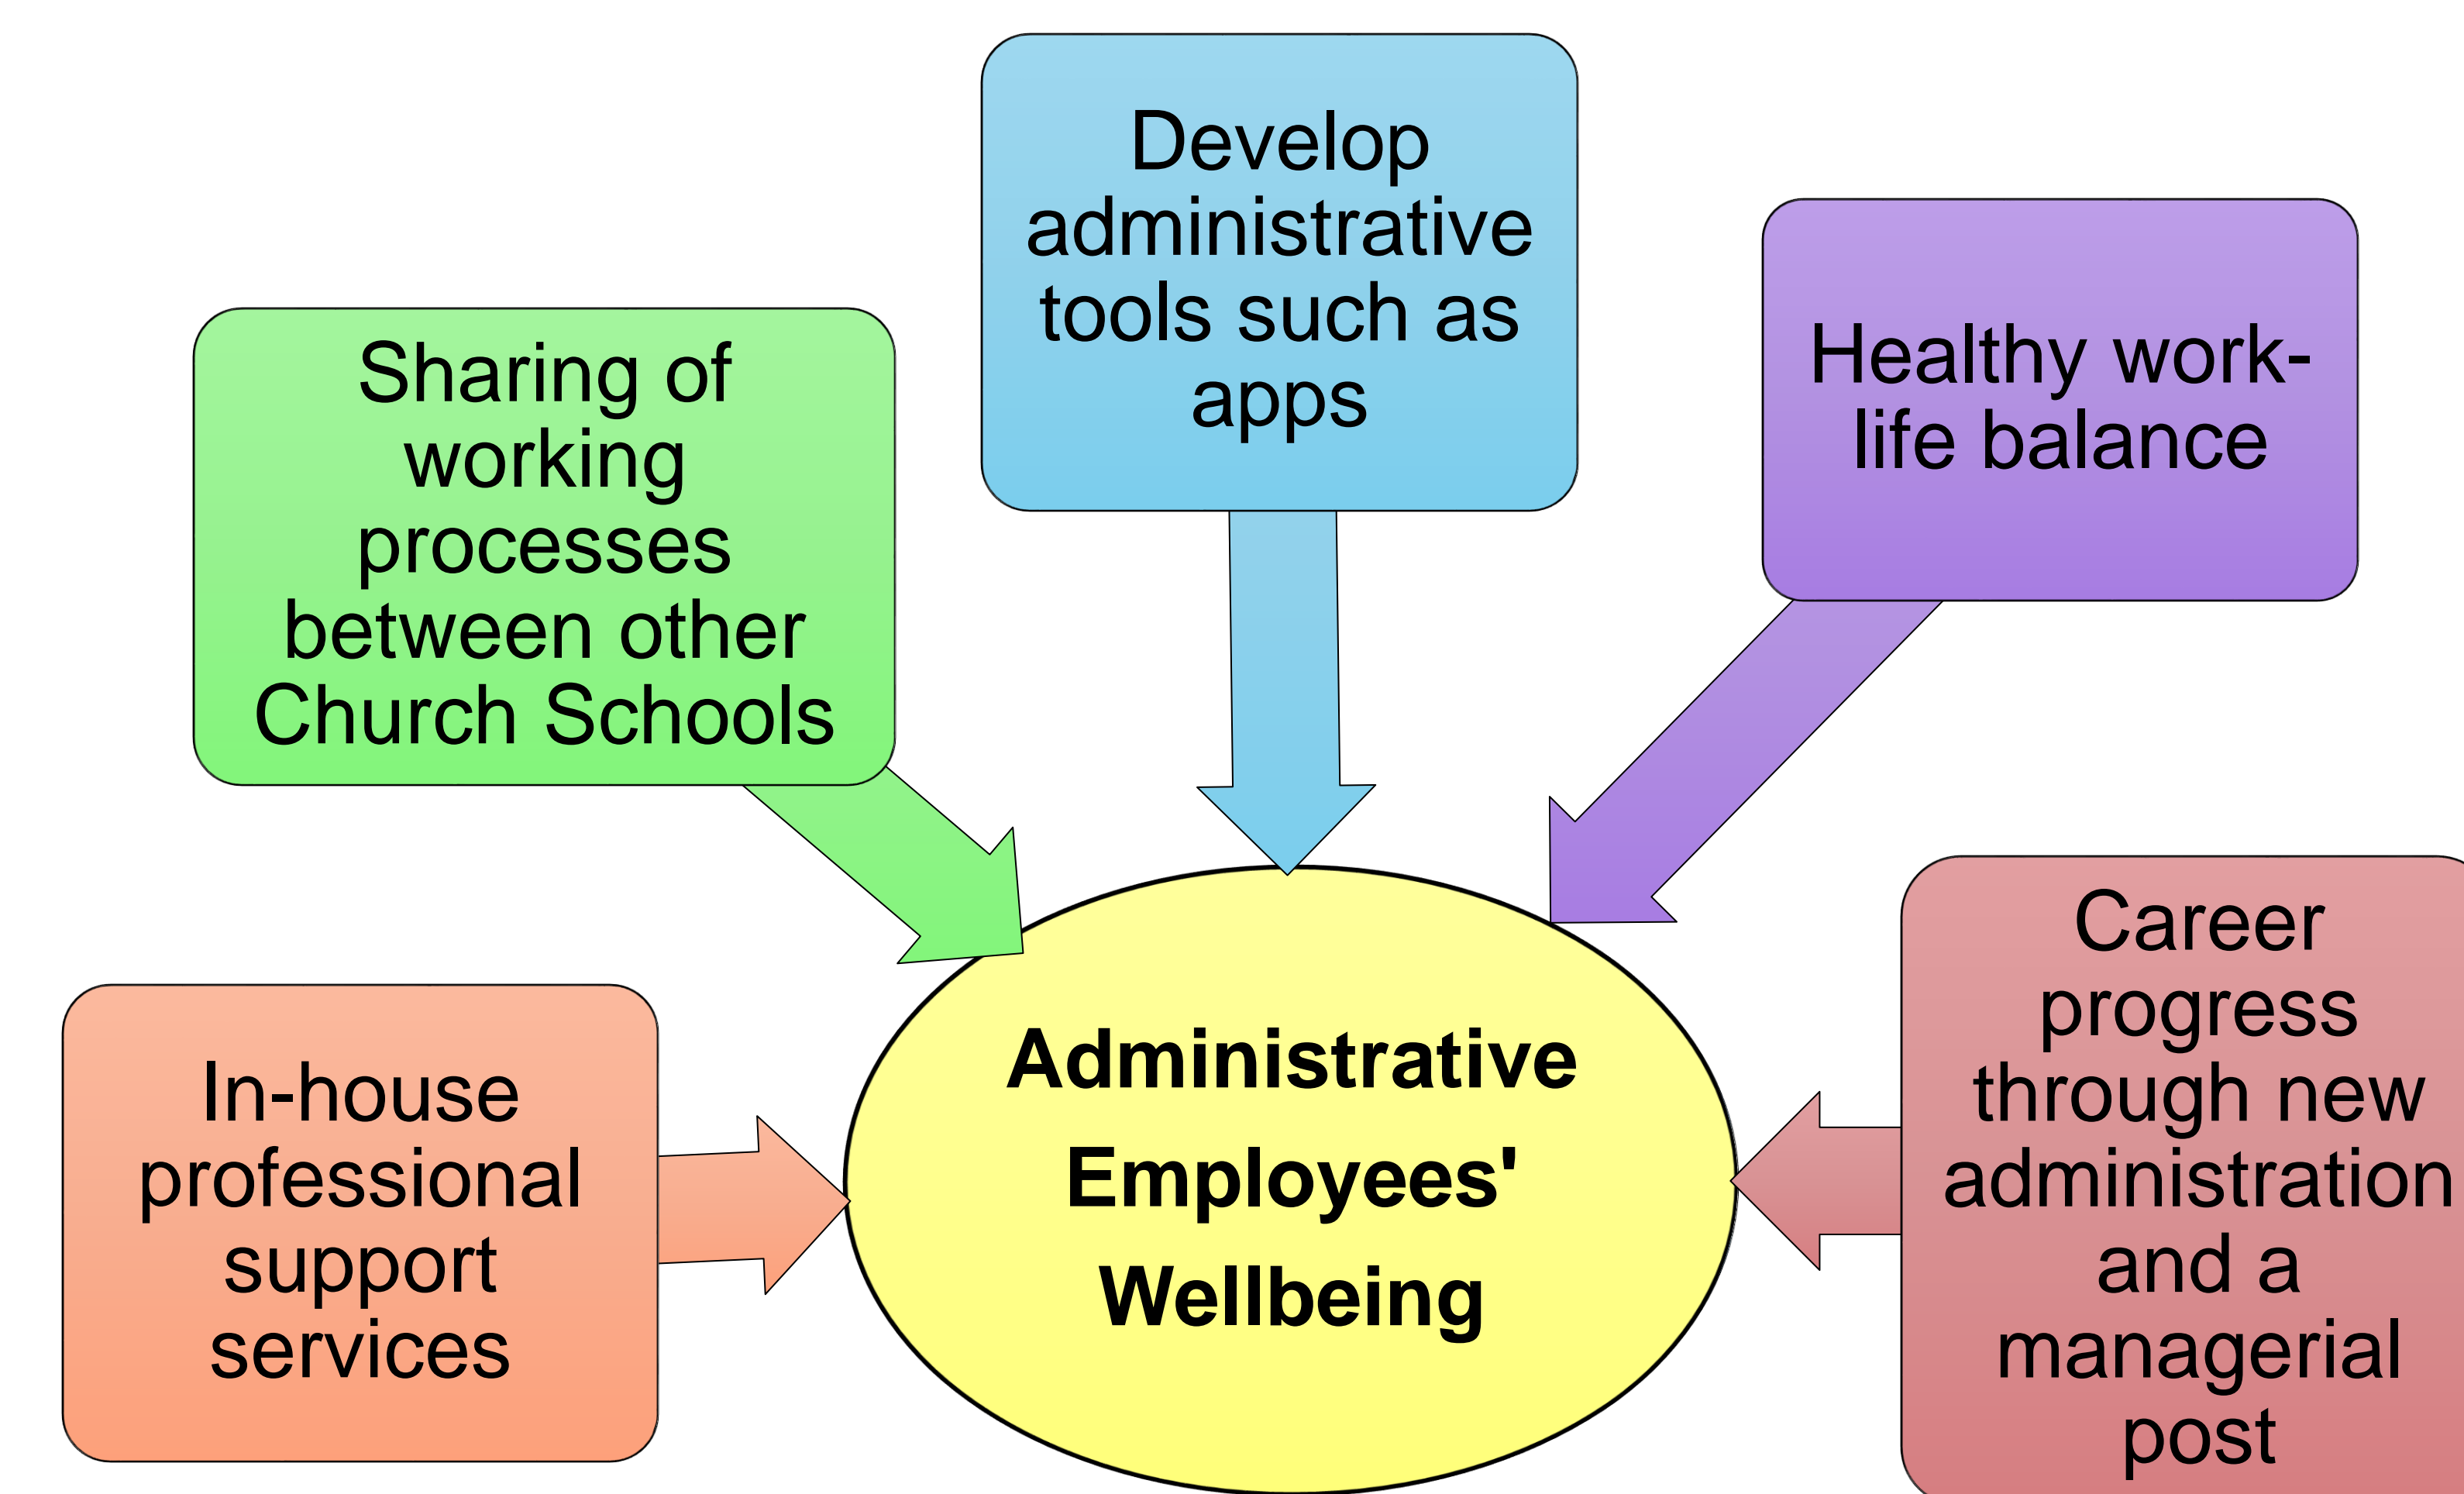 Develop
administrative
tools such as
apps
Healthy work-
life balance
Sharing of
working
processes
between other
Church Schools
Career
progress
through new
administration
and a
managerial
post
In-house
professional
support
services
Administrative
Employees'
Wellbeing